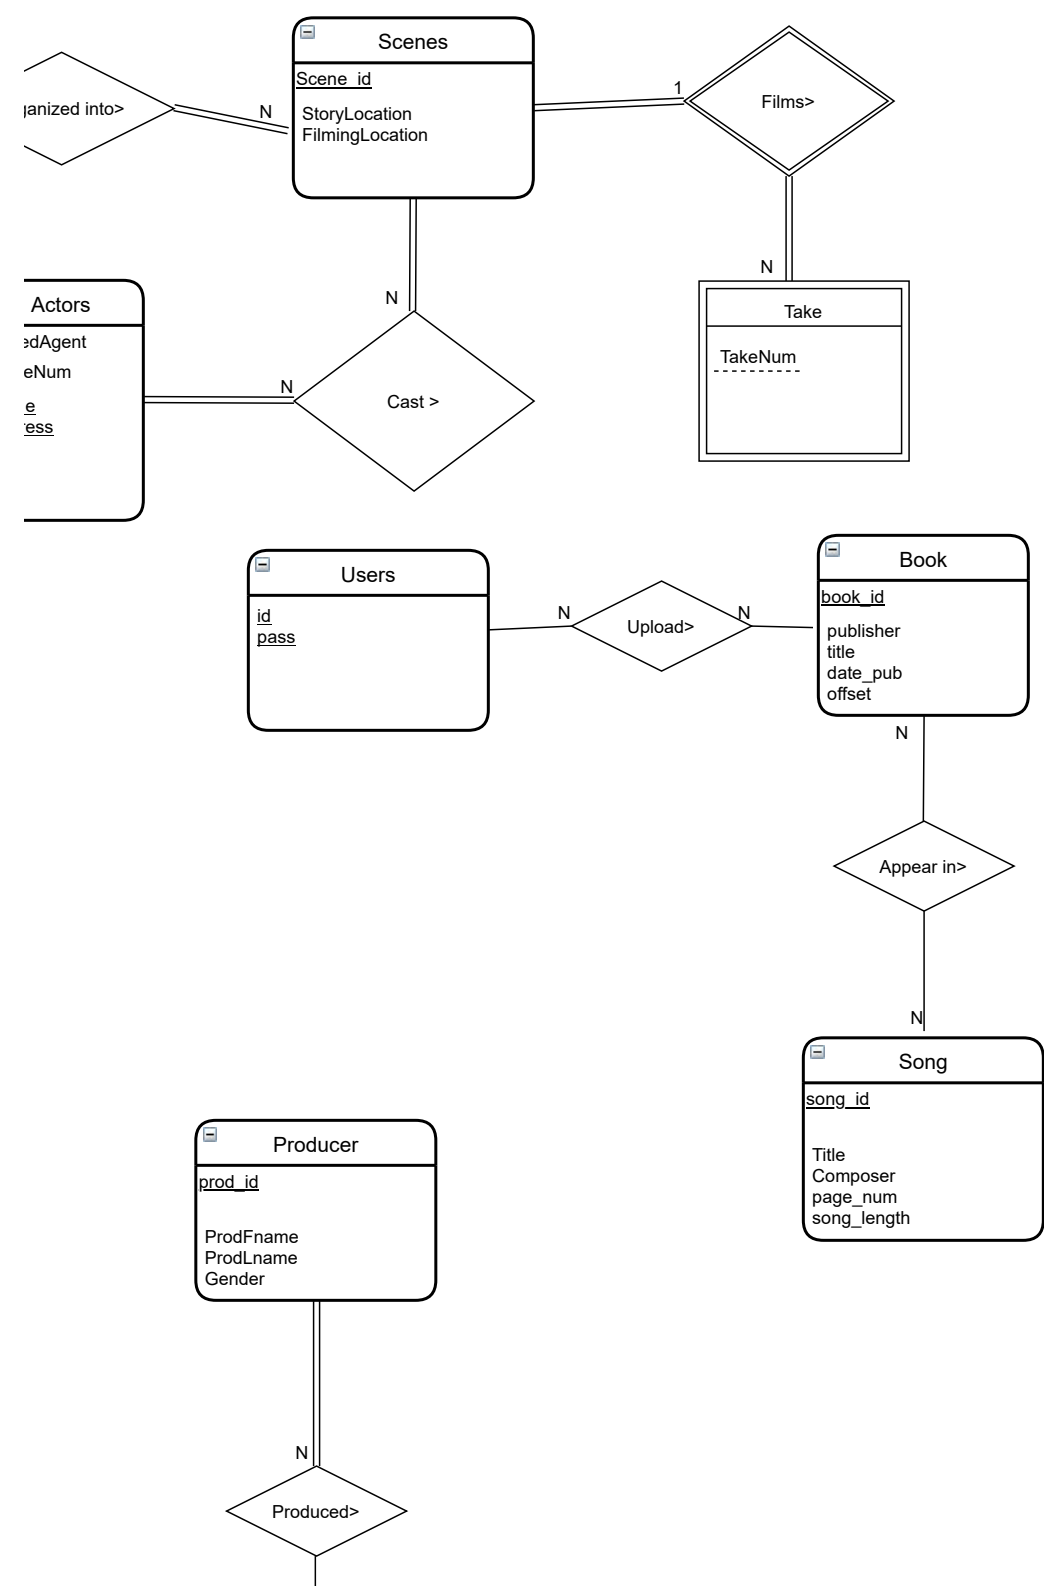 Scenes
Scene_id
StoryLocation
FilmingLocation
into>
N
1
Films>
N
Take
TakeNum
N
Actors
N
Cast >
Users
id
pass
N
Upload>
N
Book
book_id
publisher
title
date_pub
offset
N
Appear in>
N
Song
song_id
Title
Composer
page_num
song_length
Producer
prod_id
ProdFname
ProdLname
Gender
N
Produced>